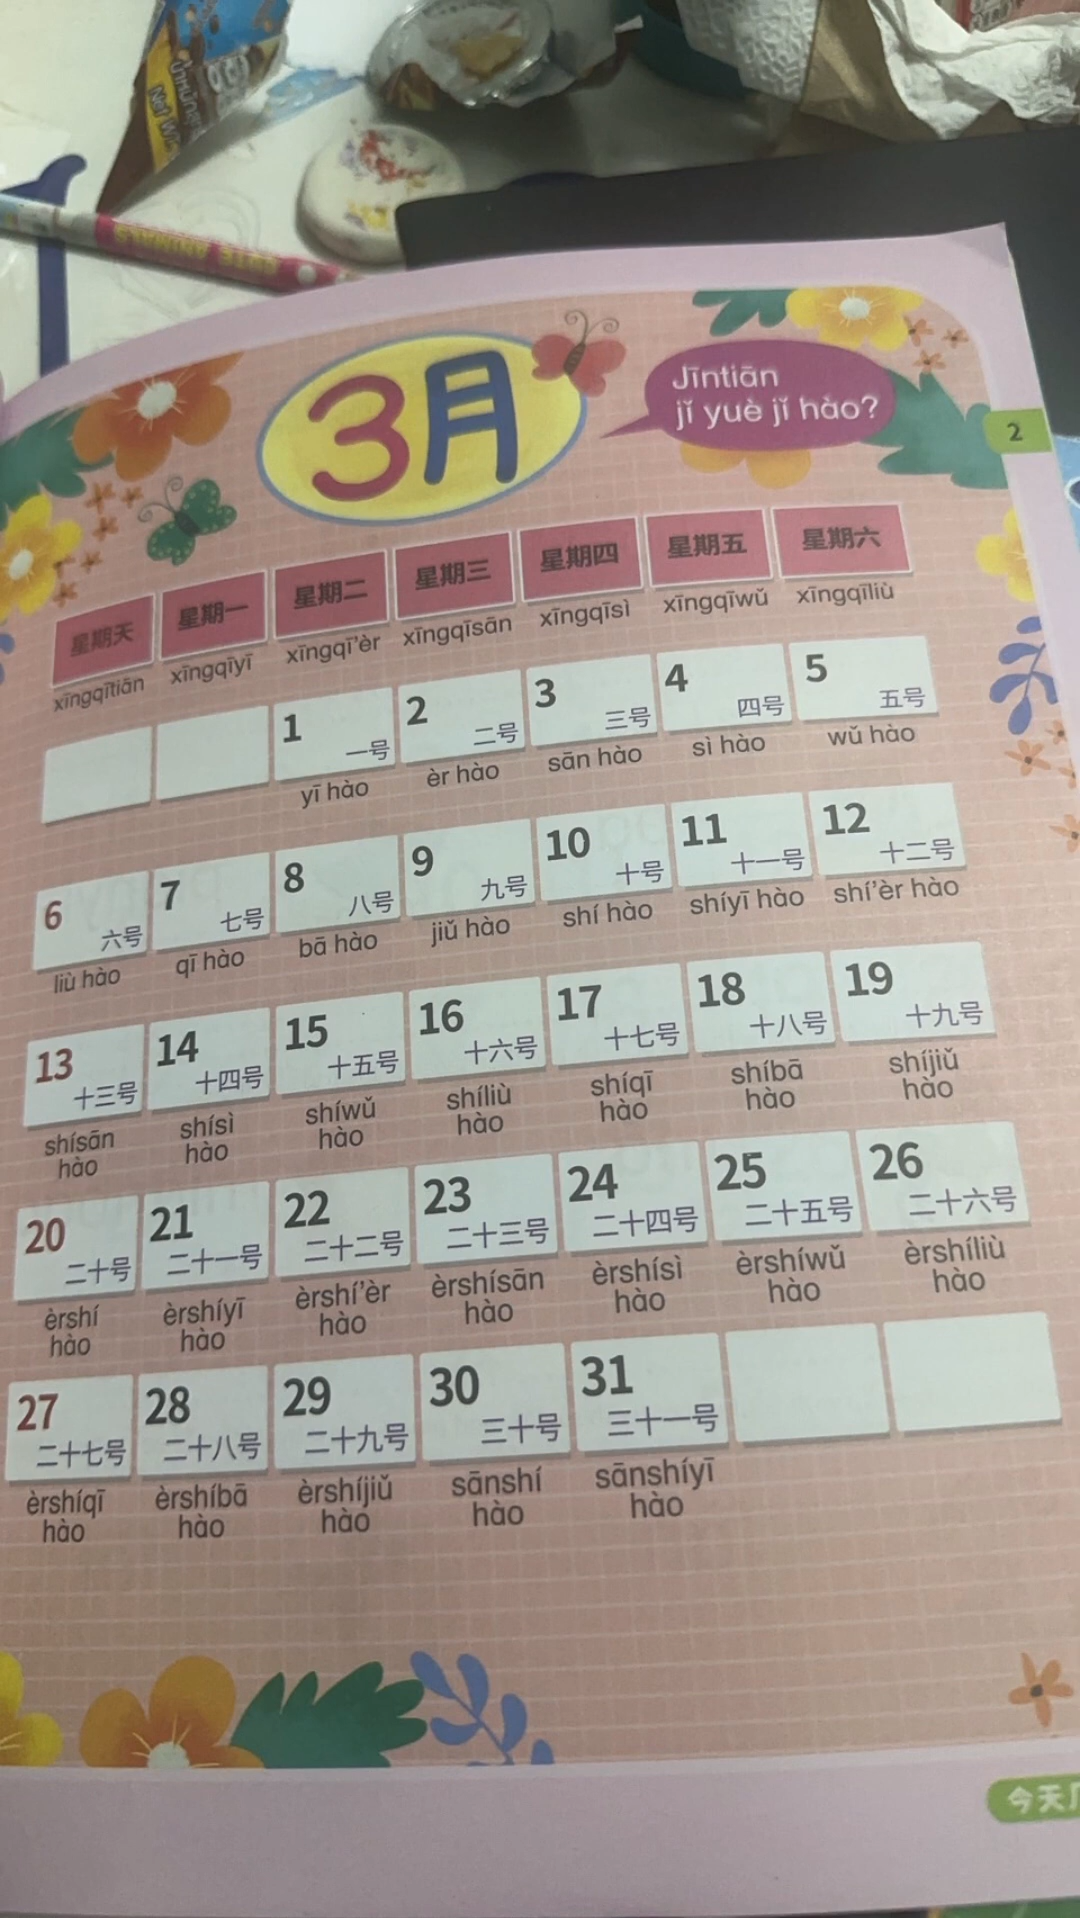 Net W
CUTE ANIMALS
3月
Jīntiān
jǐ yuè jǐ hào?
2
星期天 星期一 星期二 星期三 星期四 星期五 星期六
xīngqītiān xīngqīyī xīngqī'èr xīngqīsān xīngqīsì xīngqīwǔ xīngqīliù
1 2 3 4 5
一号 二号 三号 四号 五号
yī hào èr hào sān hào sì hào wǔ hào
6 7 8 9 10 11 12
六号 七号 八号 九号 十号 十一号 十二号
liù hào qī hào bā hào jiǔ hào shí hào shíyī hào shí'èr hào
13 14 15 16 17 18 19
十三号 十四号 十五号 十六号 十七号 十八号 十九号
shísān shísì shíwǔ shíliù shíqī shíbā shíjiǔ
hào hào hào hào hào hào hào
20 21 22 23 24 25 26
二十号 二十一号 二十二号 二十三号 二十四号 二十五号 二十六号
èrshí èrshíyī èrshí'èr èrshísān èrshísì èrshíwǔ èrshíliù
hào hào hào hào hào hào hào
27 28 29 30 31
二十七号 二十八号 二十九号 三十号 三十一号
èrshíqī èrshíbā èrshíjiǔ sānshí sānshíyī
hào hào hào hào hào
今天